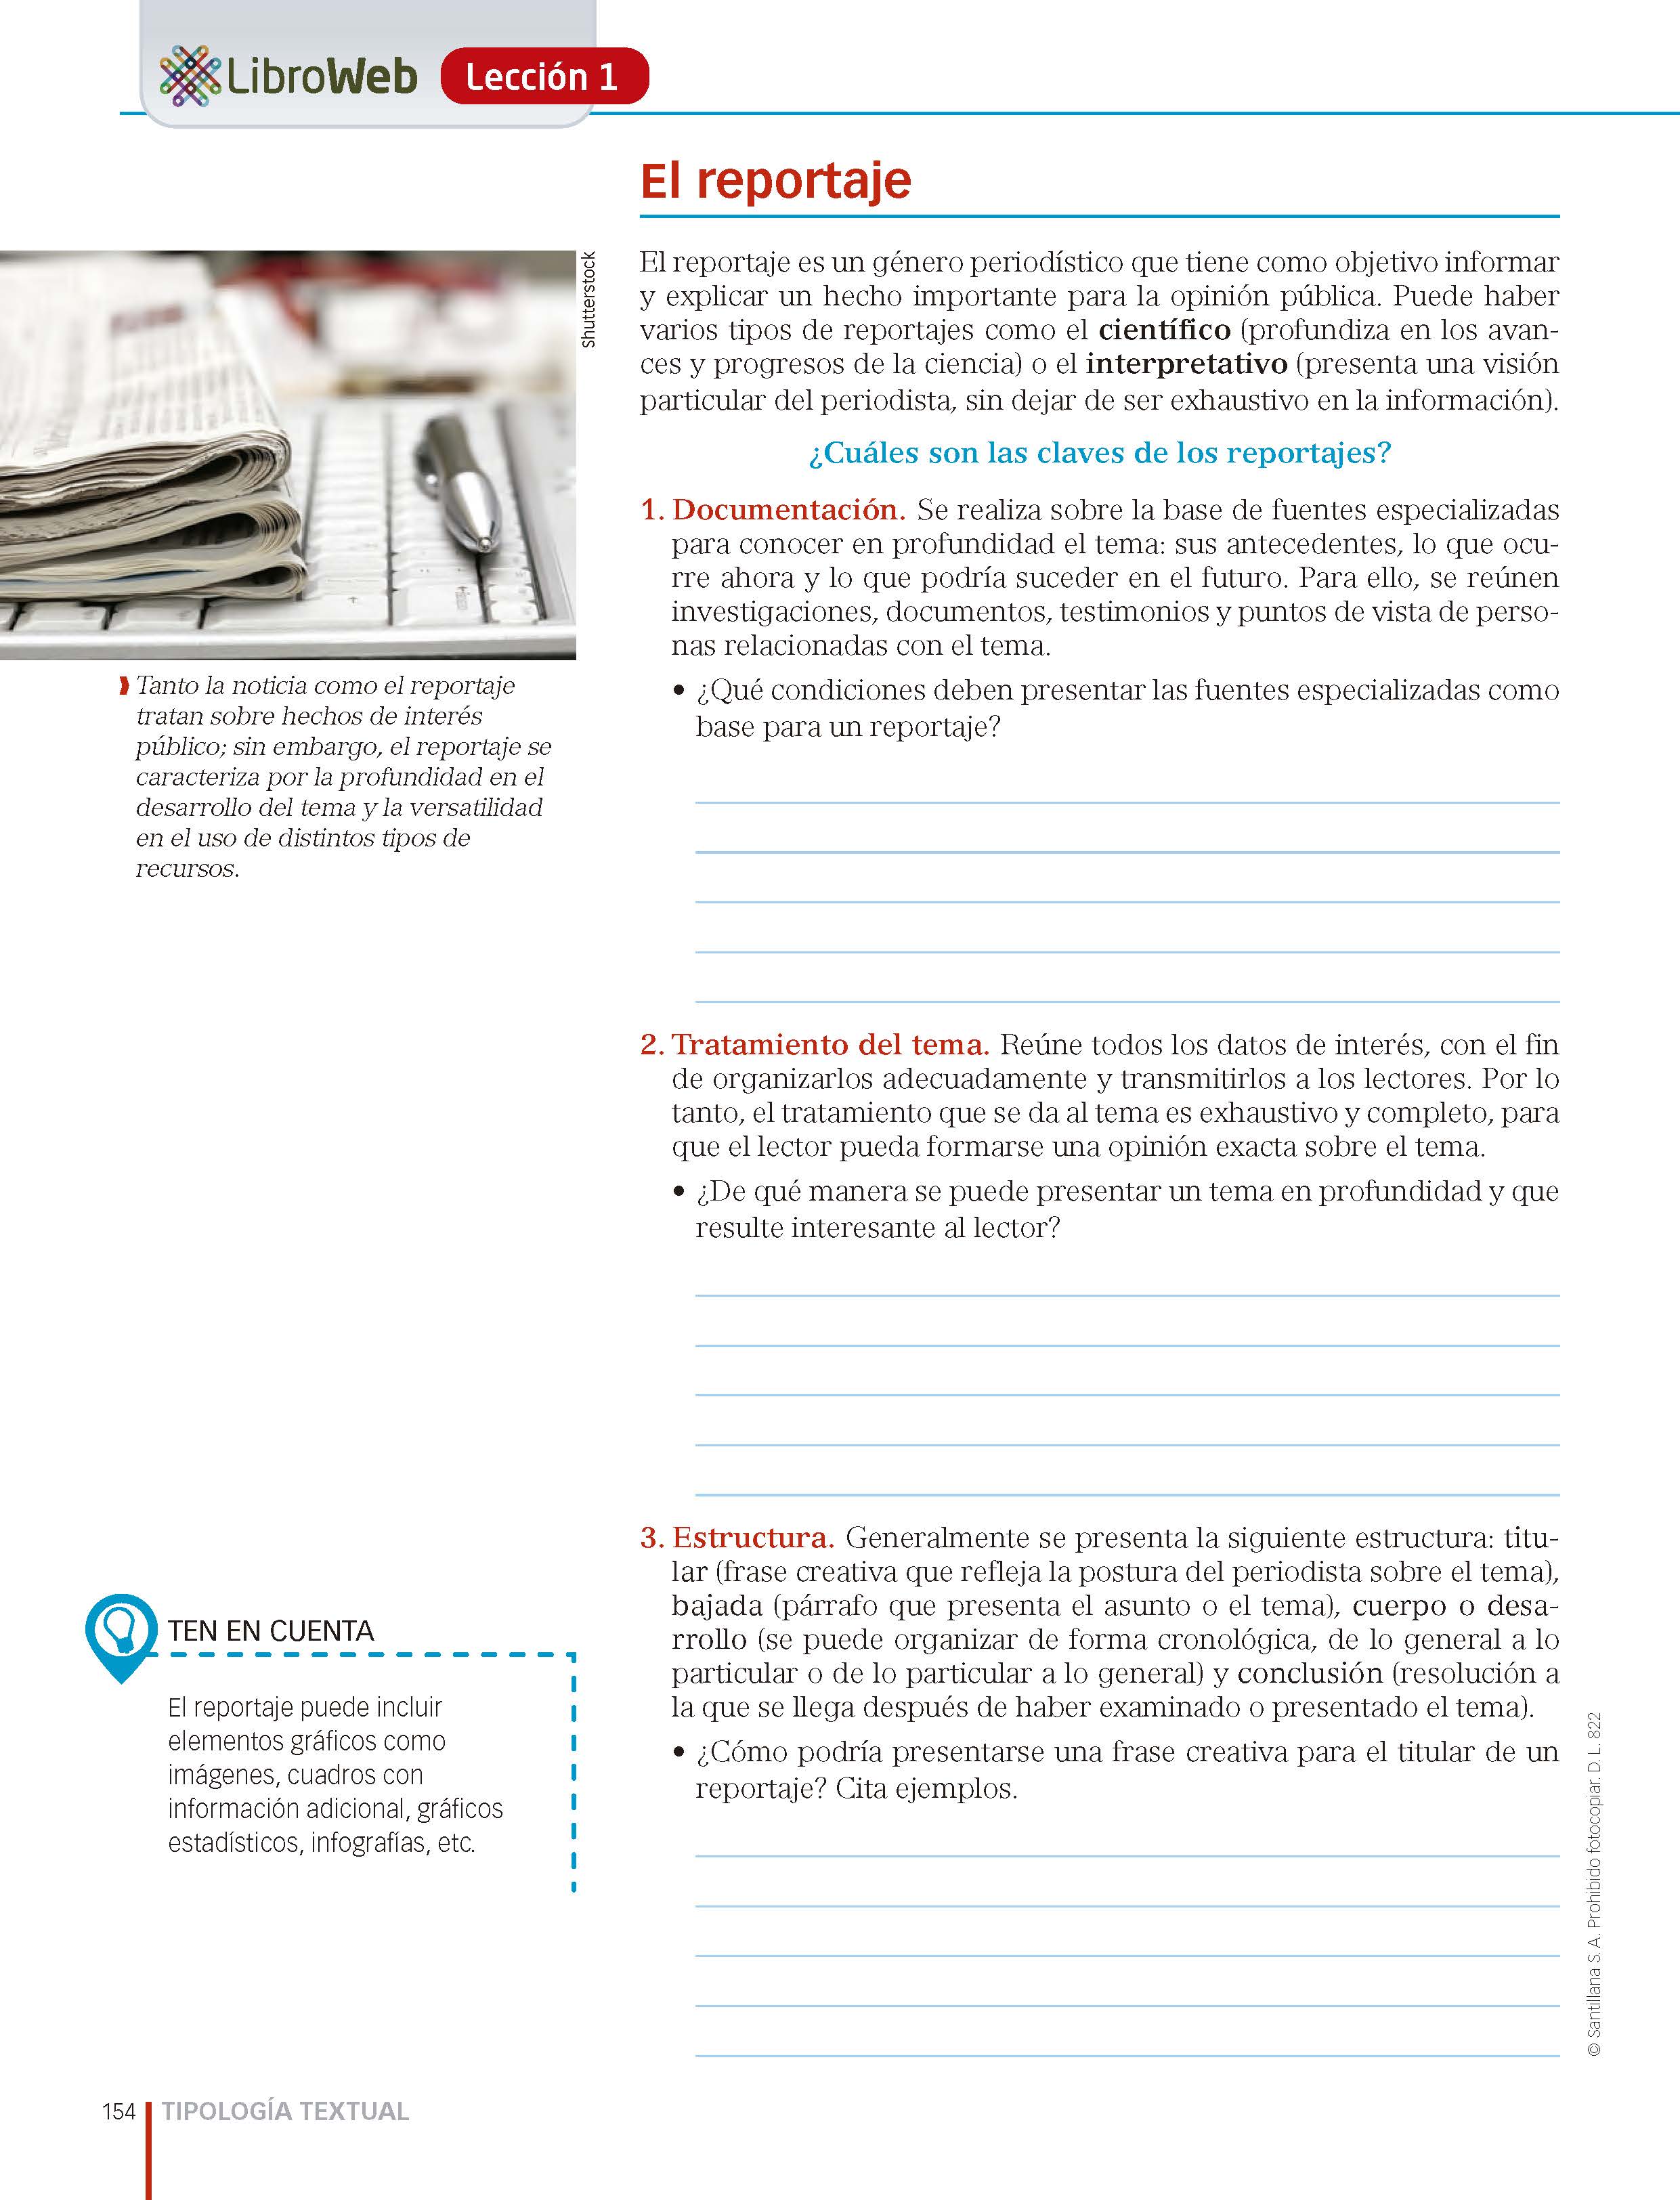 LibroWeb Lección 1
El reportaje
El reportaje es un género periodístico que tiene como objetivo informar
y explicar un hecho importante para la opinión pública. Puede haber
varios tipos de reportajes como el científico (profundiza en los avan-
ces y progresos de la ciencia) o el interpretativo (presenta una visión
particular del periodista, sin dejar de ser exhaustivo en la información).
Shutterstock
Tanto la noticia como el reportaje
tratan sobre hechos de interés
público; sin embargo, el reportaje se
caracteriza por la profundidad en el
desarrollo del tema y la versatilidad
en el uso de distintos tipos de
recursos.
¿Cuáles son las claves de los reportajes?
1. Documentación. Se realiza sobre la base de fuentes especializadas
para conocer en profundidad el tema: sus antecedentes, lo que ocu-
rre ahora y lo que podría suceder en el futuro. Para ello, se reúnen
investigaciones, documentos, testimonios y puntos de vista de perso-
nas relacionadas con el tema.
• ¿Qué condiciones deben presentar las fuentes especializadas como
base para un reportaje?
2. Tratamiento del tema. Reúne todos los datos de interés, con el fin
de organizarlos adecuadamente y transmitirlos a los lectores. Por lo
tanto, el tratamiento que se da al tema es exhaustivo y completo, para
que el lector pueda formarse una opinión exacta sobre el tema.
• ¿De qué manera se puede presentar un tema en profundidad y que
resulte interesante al lector?
3. Estructura. Generalmente se presenta la siguiente estructura: titu-
lar (frase creativa que refleja la postura del periodista sobre el tema),
bajada (párrafo que presenta el asunto o el tema), cuerpo o desa-
rrollo (se puede organizar de forma cronológica, de lo general a lo
particular o de lo particular a lo general) y conclusión (resolución a
la que se llega después de haber examinado o presentado el tema).
• ¿Cómo podría presentarse una frase creativa para el titular de un
reportaje? Cita ejemplos.
TEN EN CUENTA
El reportaje puede incluir
elementos gráficos como
imágenes, cuadros con
información adicional, gráficos
estadísticos, infografías, etc.
© Santillana S. A. Prohibido fotocopiar. D. L. 822
154 TIPOLOGÍA TEXTUAL